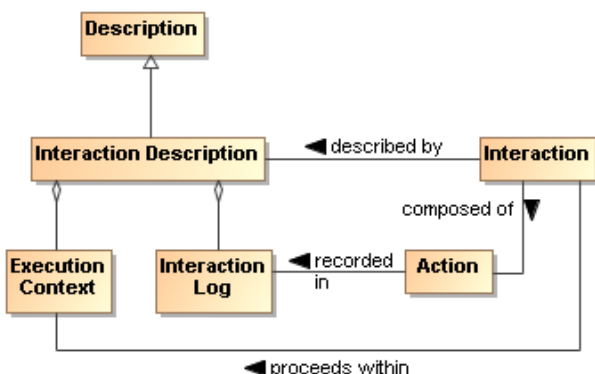 Description
Interaction Description
described by
Interaction
composed of
Execution
Context
Interaction
Log
recorded
in
Action
proceeds within